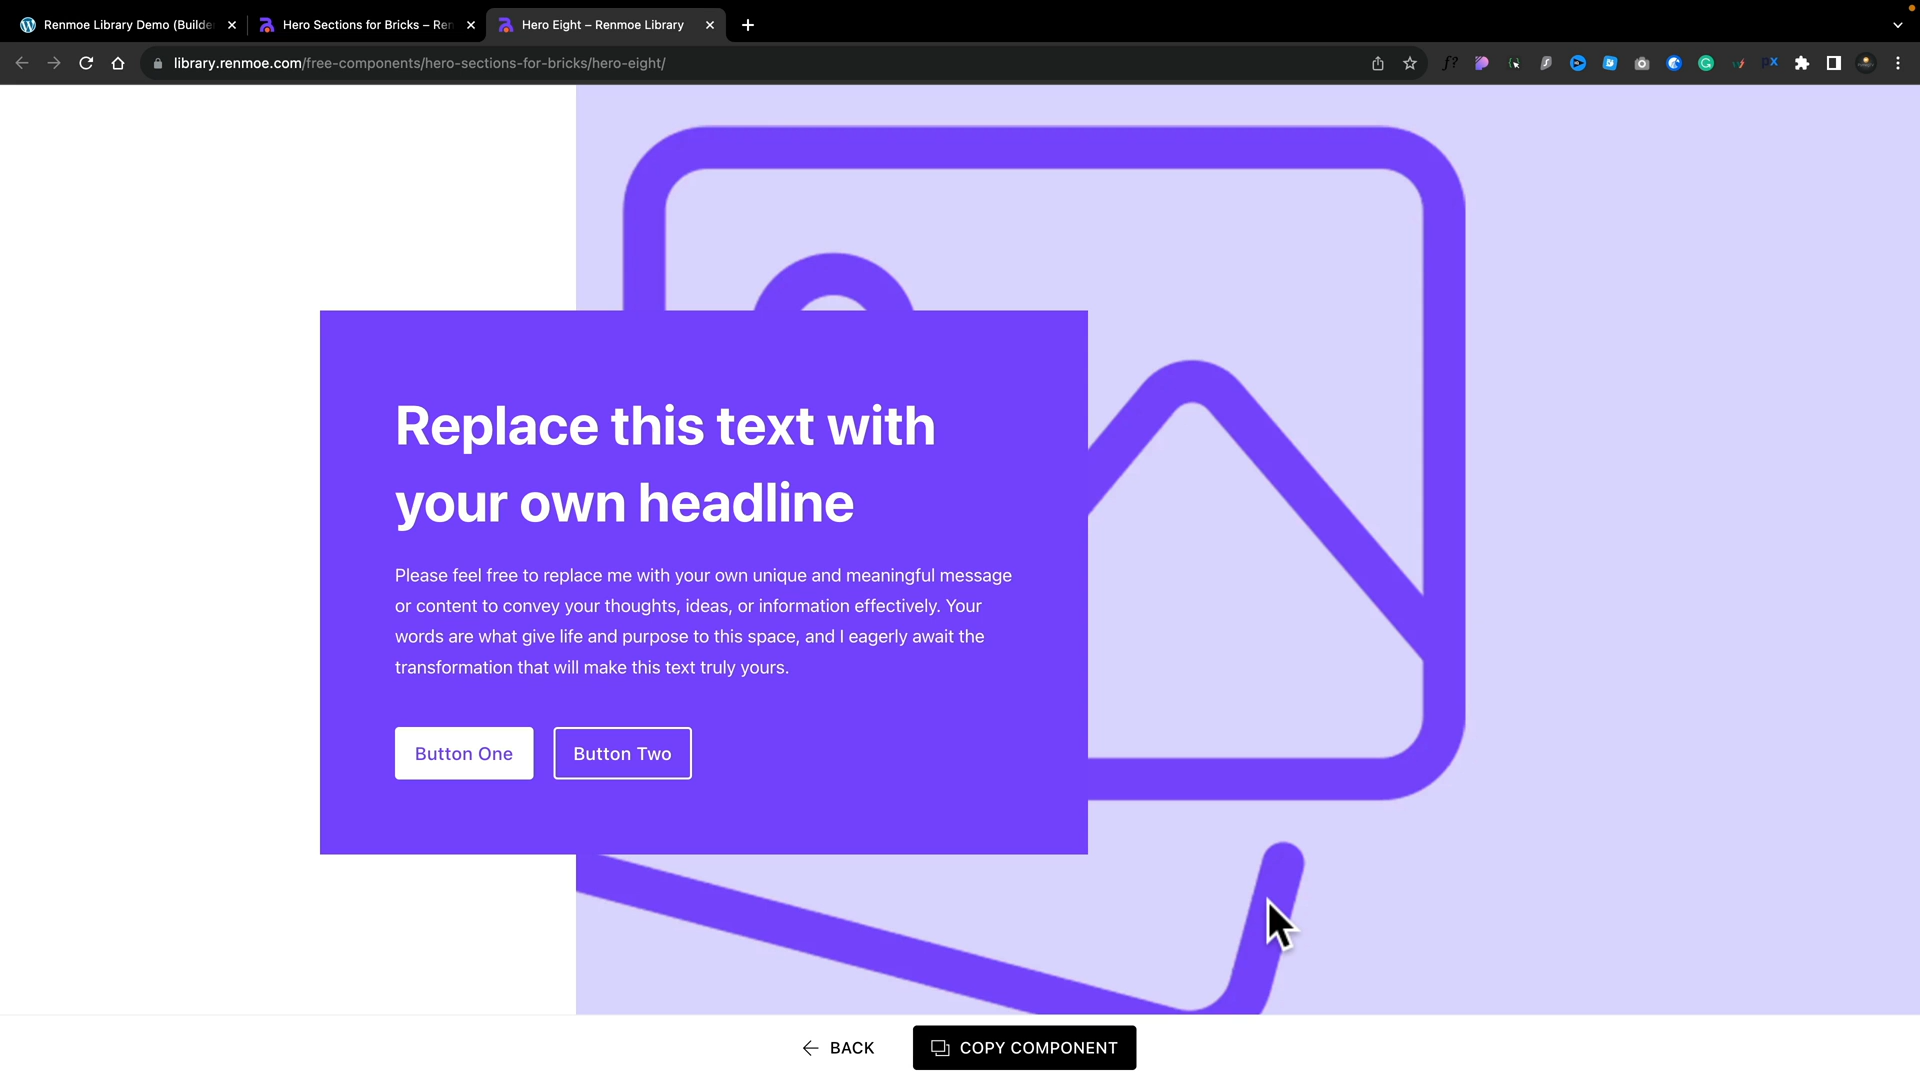 Renmoe Library Demo (Builde
Hero Sections for Bricks – Ren
Hero Eight – Renmoe Library
library.renmoe.com/free-components/hero-sections-for-bricks/hero-eight/
Replace this text with
your own headline
Please feel free to replace me with your own unique and meaningful message
or content to convey your thoughts, ideas, or information effectively. Your
words are what give life and purpose to this space, and I eagerly await the
transformation that will make this text truly yours.
Button One
Button Two
BACK
COPY COMPONENT